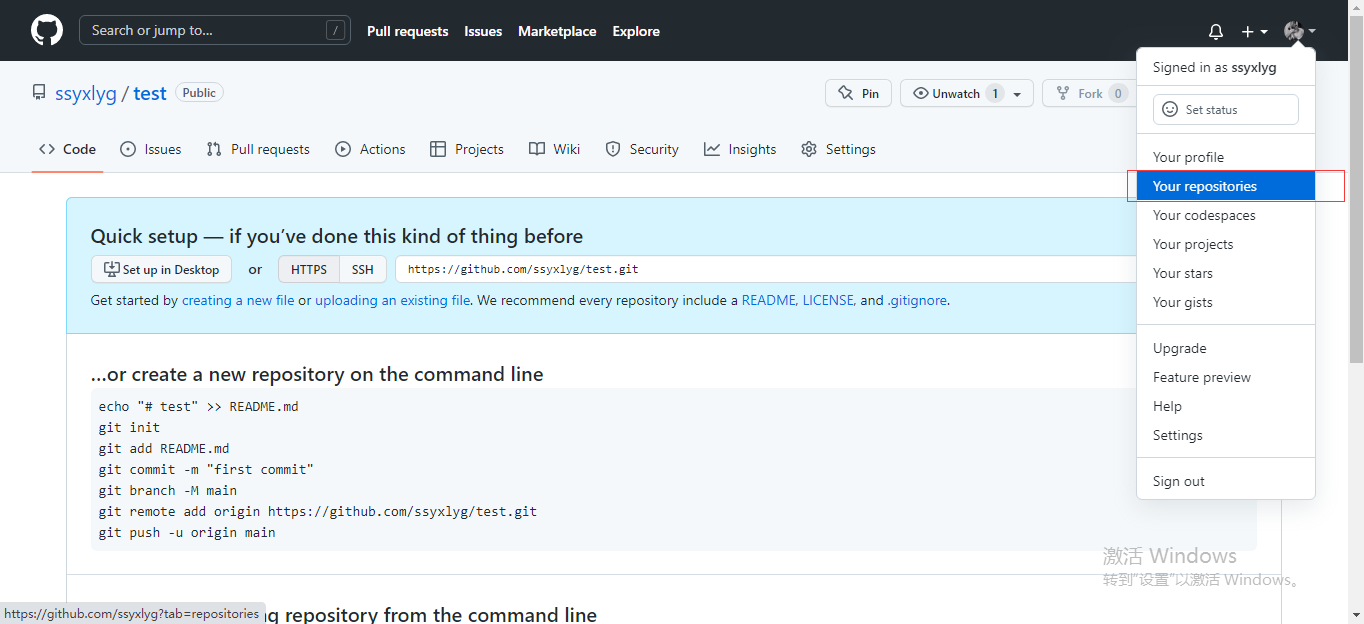 Search or jump to... / Pull requests Issues Marketplace Explore
ssyxlyg / test Public Pin Unwatch 1 Fork 0
Code Issues Pull requests Actions Projects Wiki Security Insights Settings
Quick setup — if you’ve done this kind of thing before
Set up in Desktop or HTTPS SSH https://github.com/ssyxlyg/test.git
Get started by creating a new file or uploading an existing file. We recommend every repository include a README, LICENSE, and .gitignore.
…or create a new repository on the command line
echo "# test" >> README.md
git init
git add README.md
git commit -m "first commit"
git branch -M main
git remote add origin https://github.com/ssyxlyg/test.git
git push -u origin main
repository from the command line
Signed in as ssyxlyg
Set status
Your profile
Your repositories
Your codespaces
Your projects
Your stars
Your gists
Upgrade
Feature preview
Help
Settings
Sign out
激活 Windows
转到"设置"以激活 Windows。
https://github.com/ssyxlyg?tab=repositories